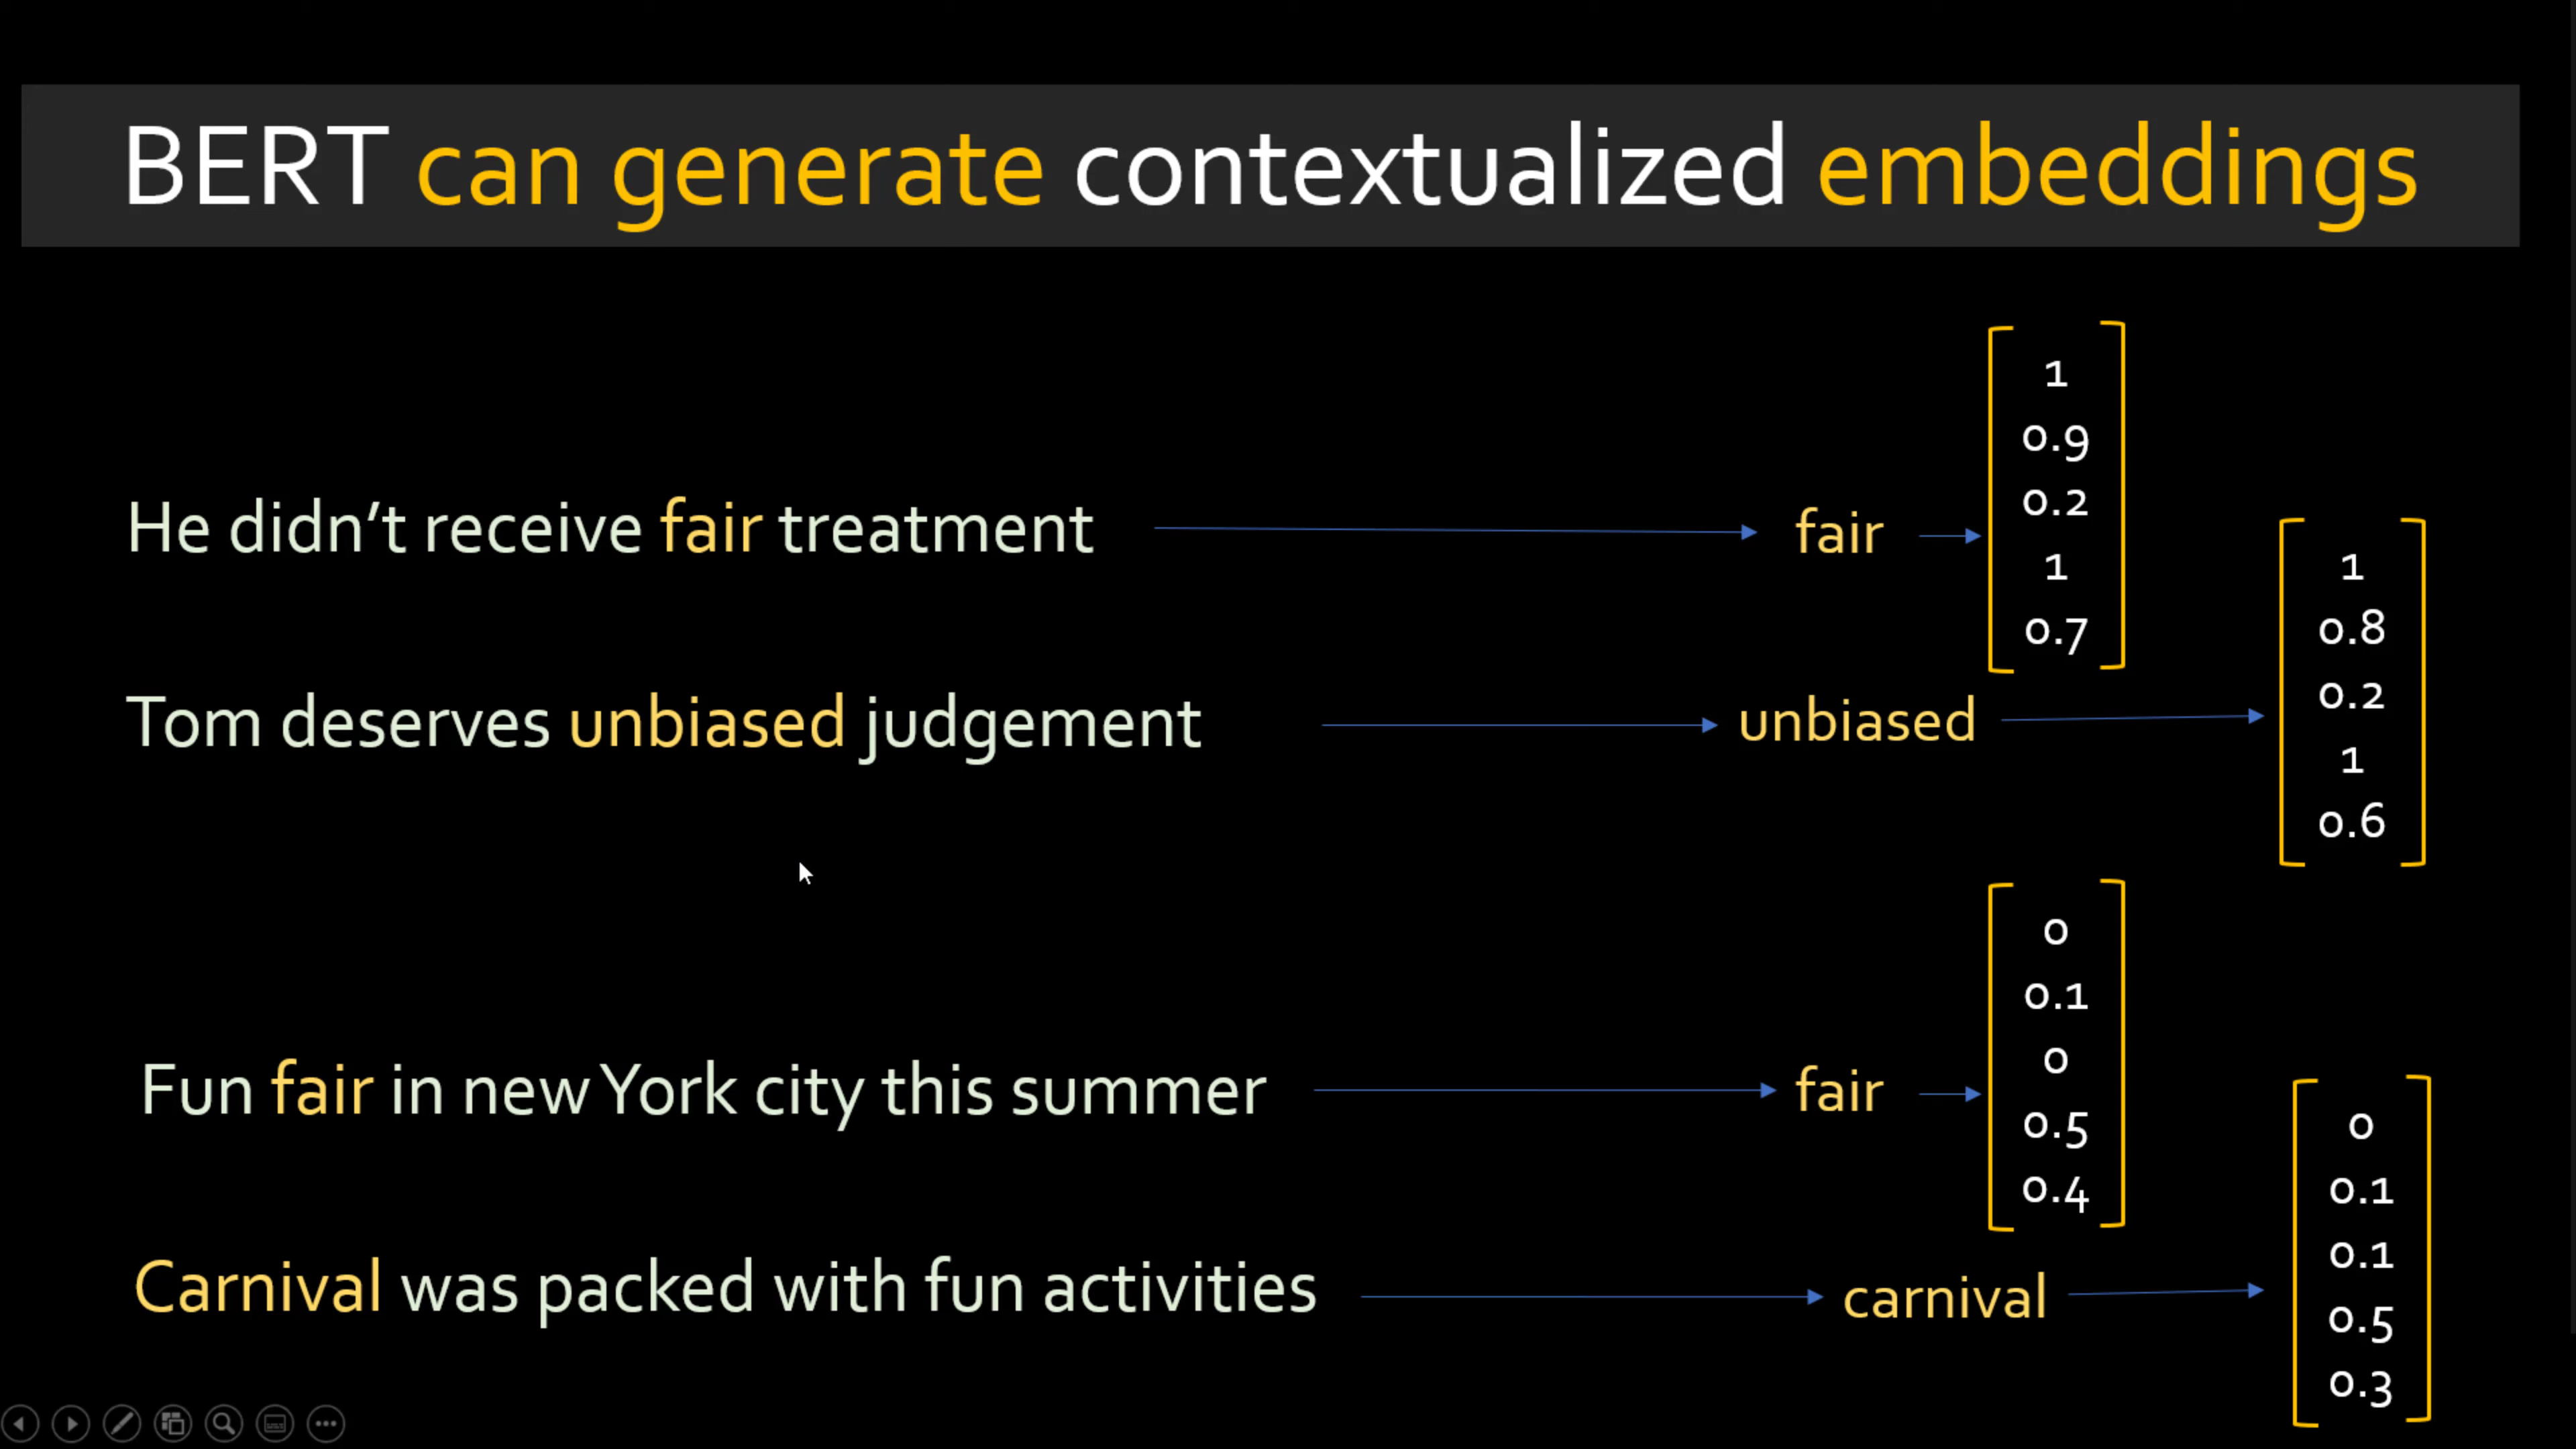 BERT can generate contextualized embeddings
He didn’t receive fair treatment
fair
1
0.9
0.2
1
0.7
Tom deserves unbiased judgement
unbiased
1
0.8
0.2
1
0.6
Fun fair in new York city this summer
fair
0
0.1
0
0.5
0.4
Carnival was packed with fun activities
carnival
0
0.1
0.1
0.5
0.3